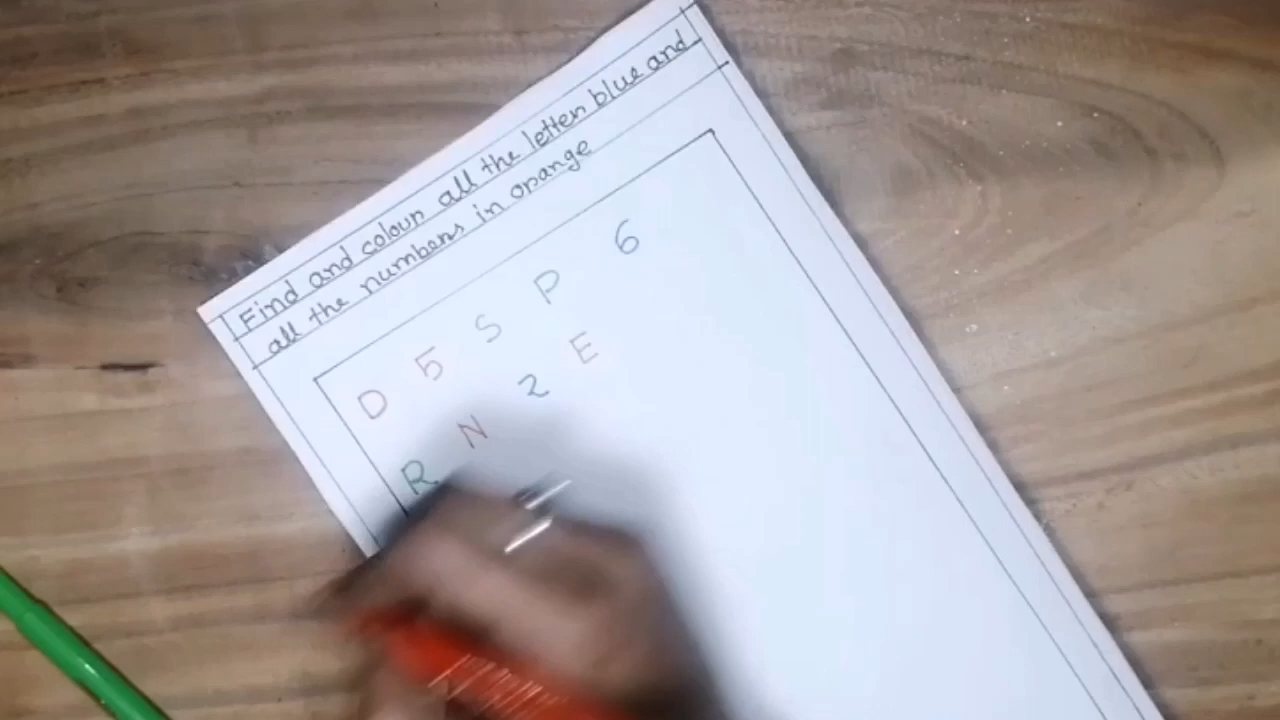 Find and colour all the letter blue and
all the numbers in orange
D 5 S P 6
R N 2 E